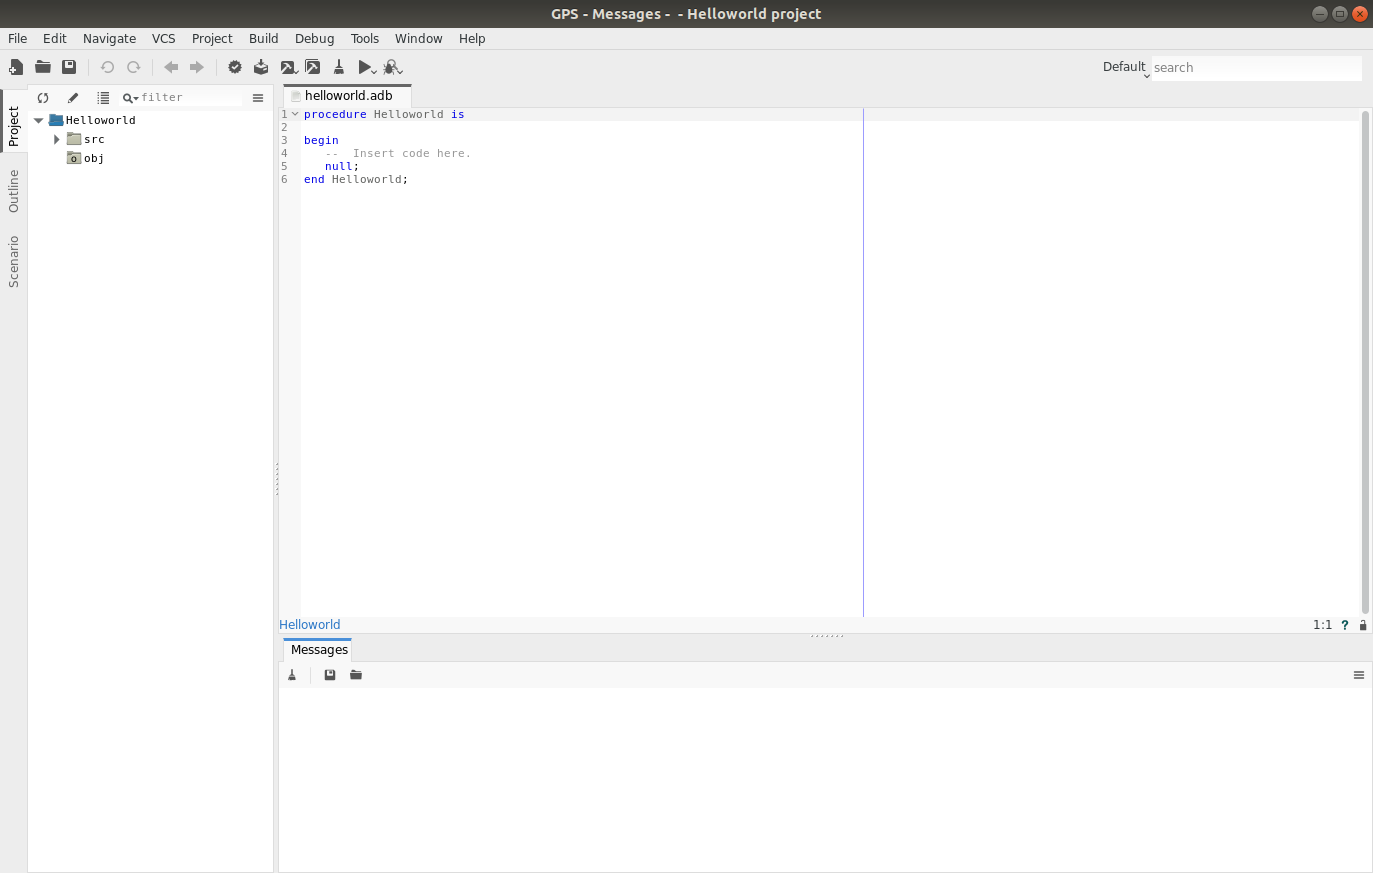 GPS - Messages -  - Helloworld project
File Edit Navigate VCS Project Build Debug Tools Window Help
Default search
Project
Outline
Scenario
filter
Helloworld
src
obj
helloworld.adb
1 procedure Helloworld is
2
3 begin
4    --  Insert code here.
5    null;
6 end Helloworld;
Helloworld 1:1 ?
Messages